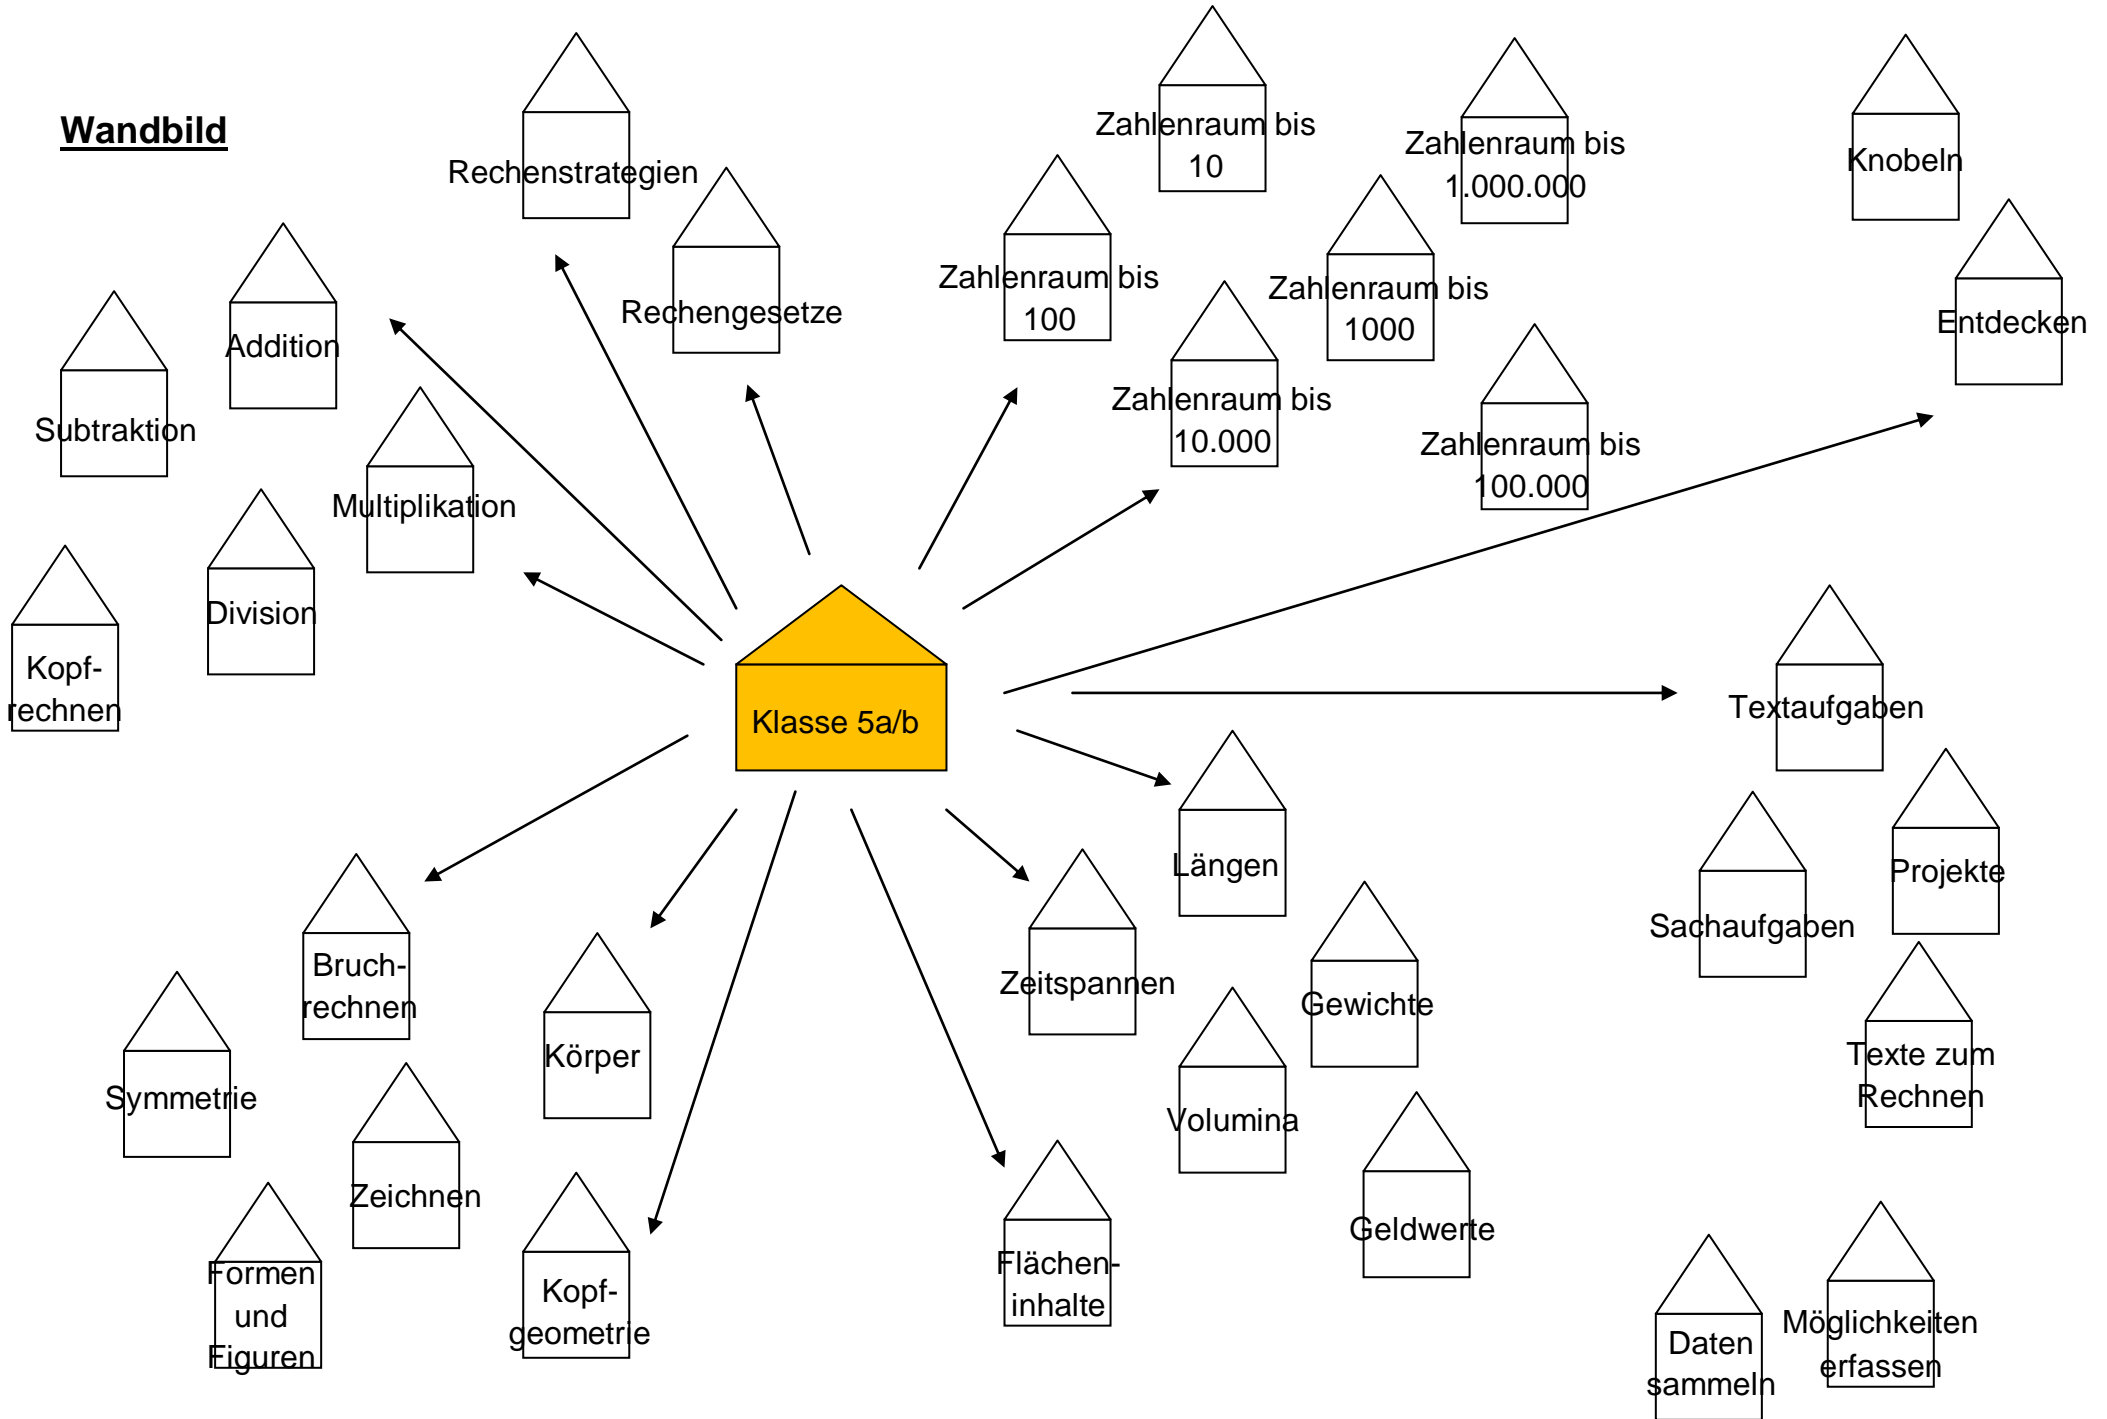 Wandbild
Rechenstrategien
Rechengesetze
Addition
Subtraktion
Multiplikation
Division
Kopf-
rechnen
Zahlenraum bis
10
Zahlenraum bis
1.000.000
Zahlenraum bis
100
Zahlenraum bis
1000
Zahlenraum bis
10.000
Zahlenraum bis
100.000
Knobeln
Entdecken
Klasse 5a/b
Textaufgaben
Projekte
Sachaufgaben
Texte zum
Rechnen
Längen
Zeitspannen
Gewichte
Volumina
Geldwerte
Flächen-
inhalte
Bruch-
rechnen
Körper
Symmetrie
Zeichnen
Formen
und
Figuren
Kopf-
geometrie
Daten
sammeln
Möglichkeiten
erfassen